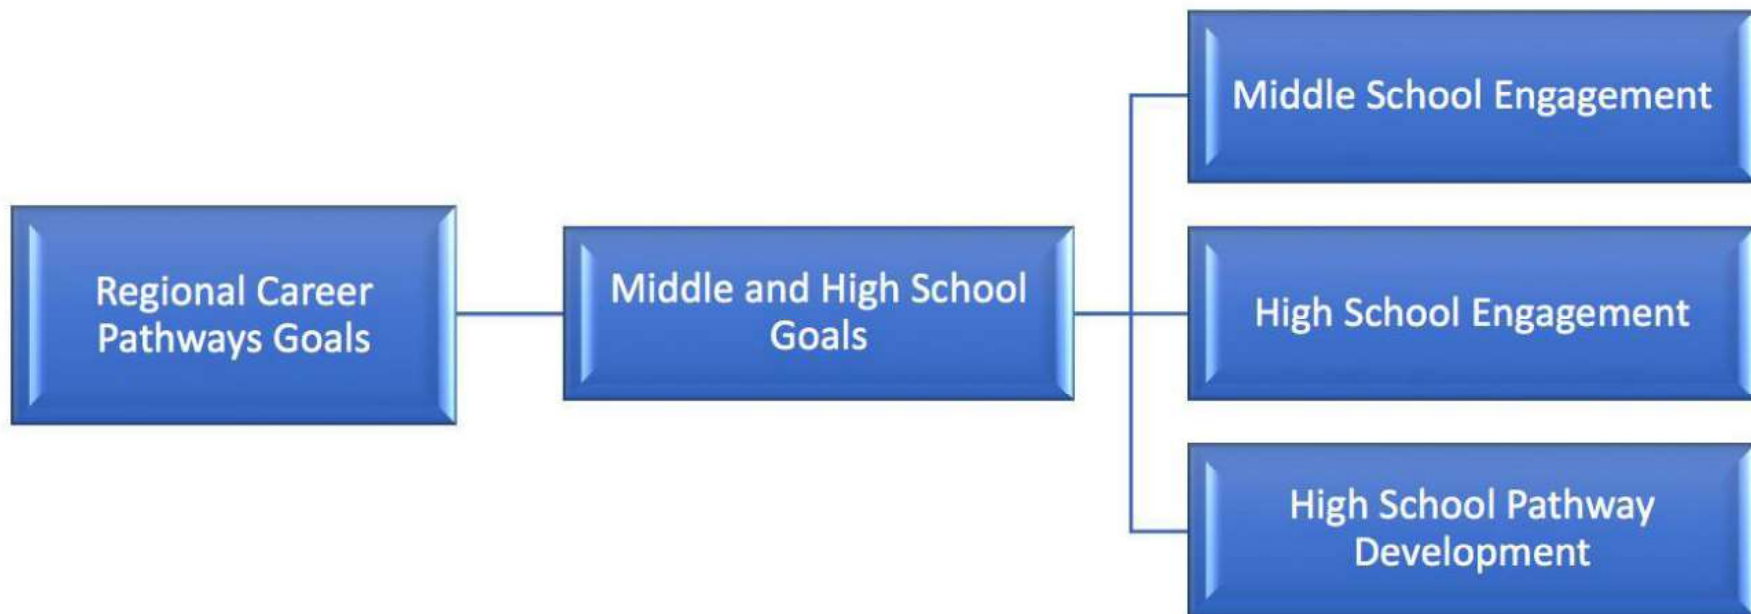 Regional Career
Pathways Goals
Middle and High School
Goals
Middle School Engagement
High School Engagement
High School Pathway
Development